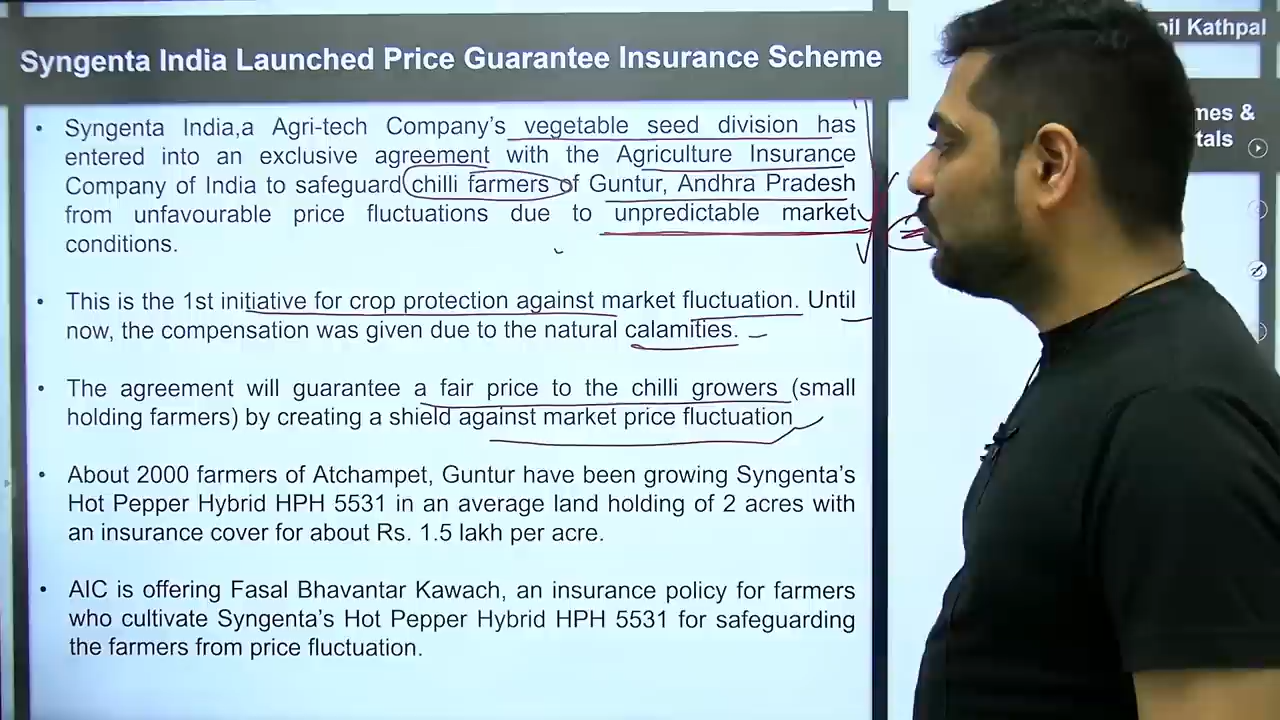 Syngenta India Launched Price Guarantee Insurance Scheme
Kathpal
• Syngenta India,a Agri-tech Company's vegetable seed division has
entered into an exclusive agreement with the Agriculture Insurance
Company of India to safeguard chilli farmers of Guntur, Andhra Pradesh
from unfavourable price fluctuations due to unpredictable market
conditions.
• This is the 1st initiative for crop protection against market fluctuation. Until
now, the compensation was given due to the natural calamities.
• The agreement will guarantee a fair price to the chilli growers (small
holding farmers) by creating a shield against market price fluctuation
• About 2000 farmers of Atchampet, Guntur have been growing Syngenta's
Hot Pepper Hybrid HPH 5531 in an average land holding of 2 acres with
an insurance cover for about Rs. 1.5 lakh per acre.
• AIC is offering Fasal Bhavantar Kawach, an insurance policy for farmers
who cultivate Syngenta's Hot Pepper Hybrid HPH 5531 for safeguarding
the farmers from price fluctuation.
&